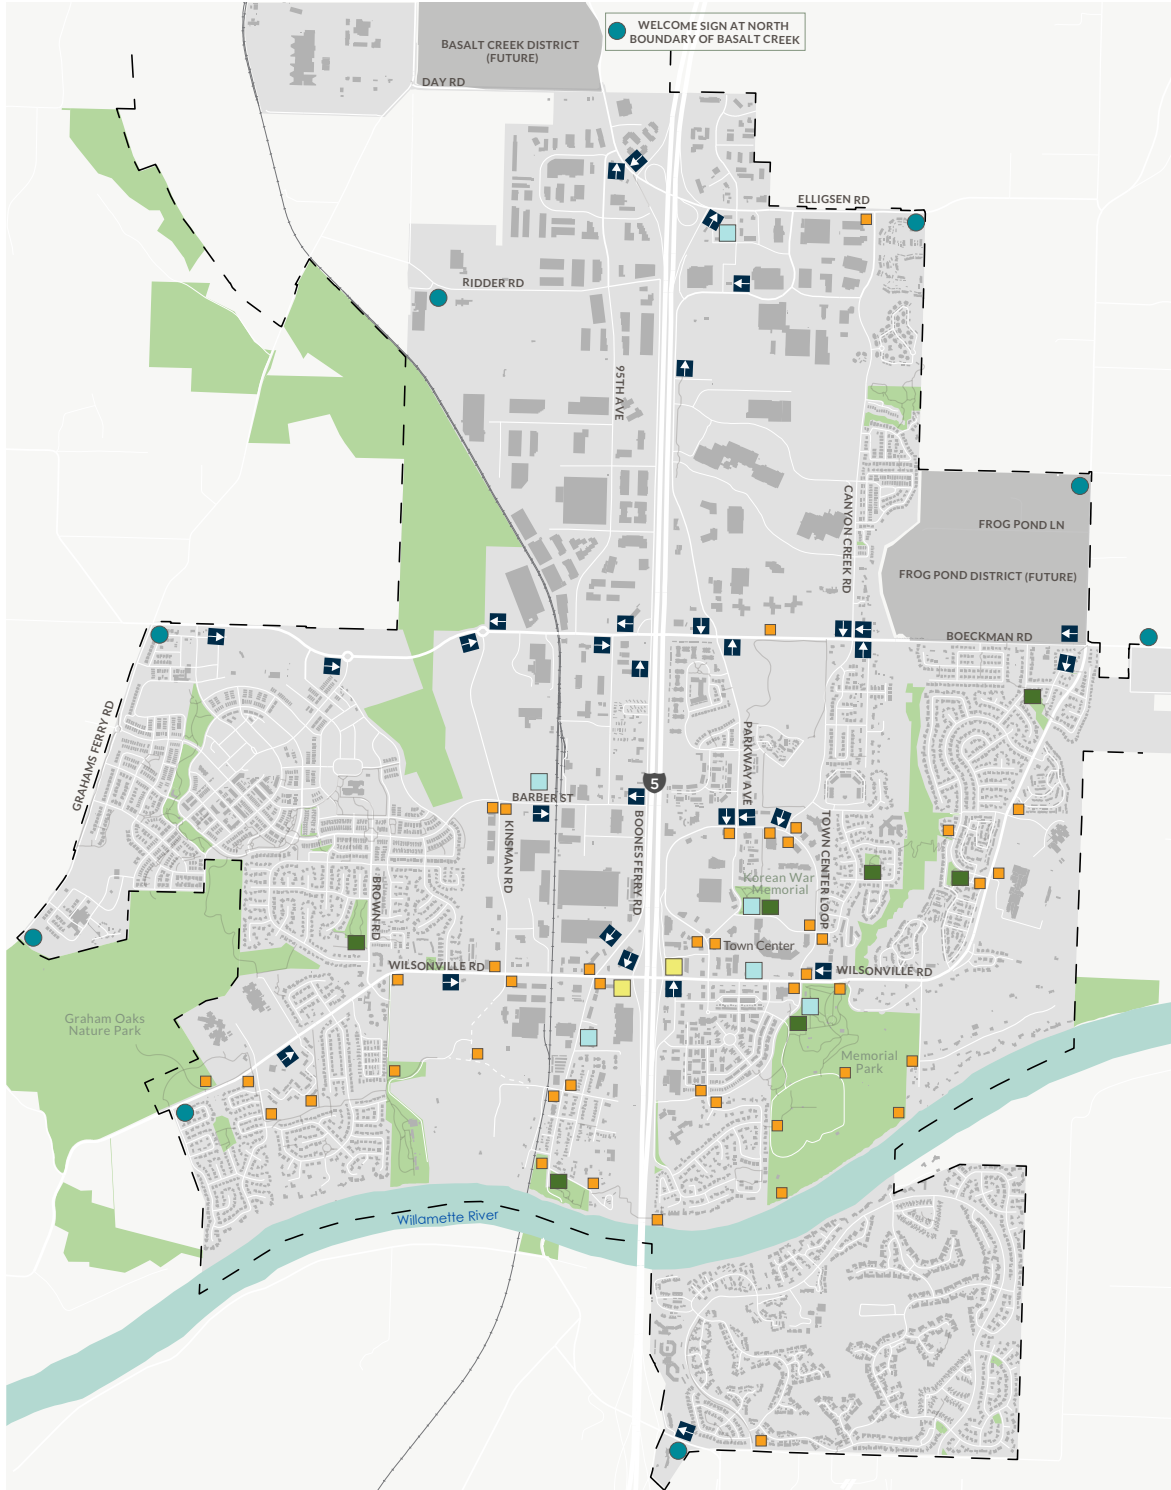 WELCOME SIGN AT NORTH
BOUNDARY OF BASALT CREEK
BASALT CREEK DISTRICT
(FUTURE)
DAY RD
ELLIGSEN RD
RIDDER RD
95TH AVE
CANYON CREEK RD
FROG POND LN
FROG POND DISTRICT (FUTURE)
BOECKMAN RD
GRAHAMS FERRY RD
PARKWAY AVE
5
BARBER ST
KINSMAN RD
BOONES FERRY RD
TOWN CENTER LOOP
BROWN RD
Korean War
Memorial
Town Center
WILSONVILLE RD
WILSONVILLE RD
Graham Oaks
Nature Park
Memorial
Park
Willamette River